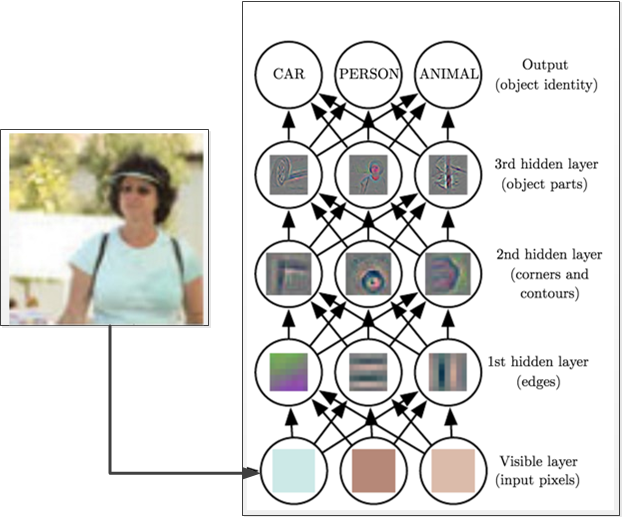 CAR PERSON ANIMAL
Output
(object identity)
3rd hidden layer
(object parts)
2nd hidden layer
(corners and
contours)
1st hidden layer
(edges)
Visible layer
(input pixels)